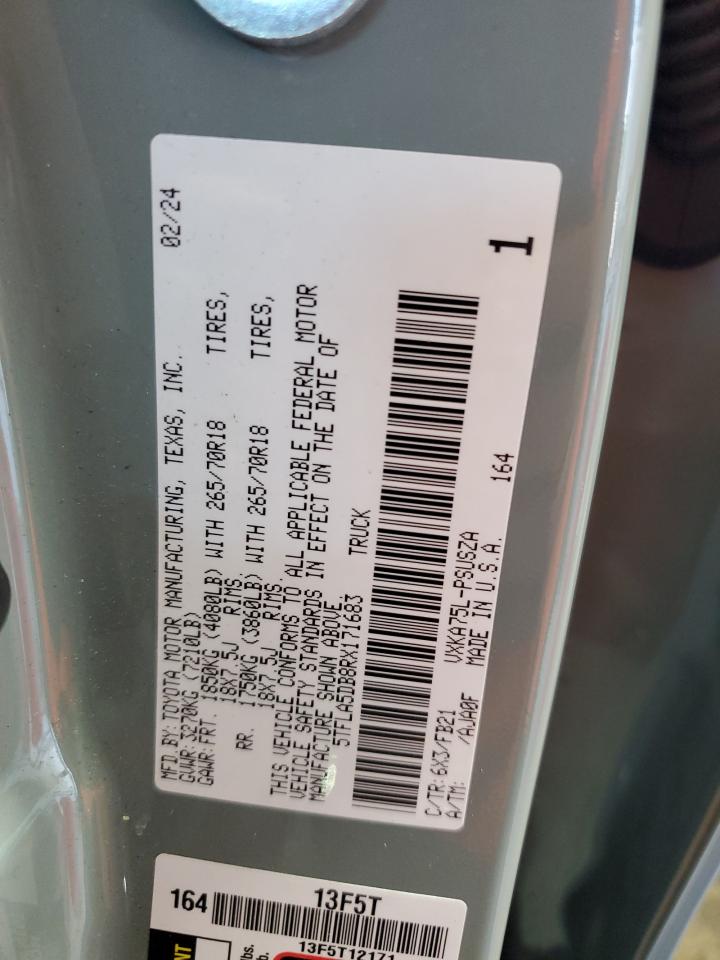 MFD. BY: TOYOTA MOTOR MANUFACTURING, TEXAS, INC. 02/24
GVWR: 3270KG (7210LB)
GAWR: FRT. 1850KG (4080LB) WITH 265/70R18 TIRES,
18X7.5J RIMS.
RR. 1750KG (3860LB) WITH 265/70R18 TIRES,
18X7.5J RIMS.
THIS VEHICLE CONFORMS TO ALL APPLICABLE FEDERAL MOTOR
VEHICLE SAFETY STANDARDS IN EFFECT ON THE DATE OF
MANUFACTURE SHOWN ABOVE.
5TFLA5DB8RX171683 TRUCK
C/TR: 6X3/FB21 VXKA75L-PSUSZA
A/TM: /AJA0F MADE IN U.S.A. 164
1
164 13F5T
13F5T12171
lbs.